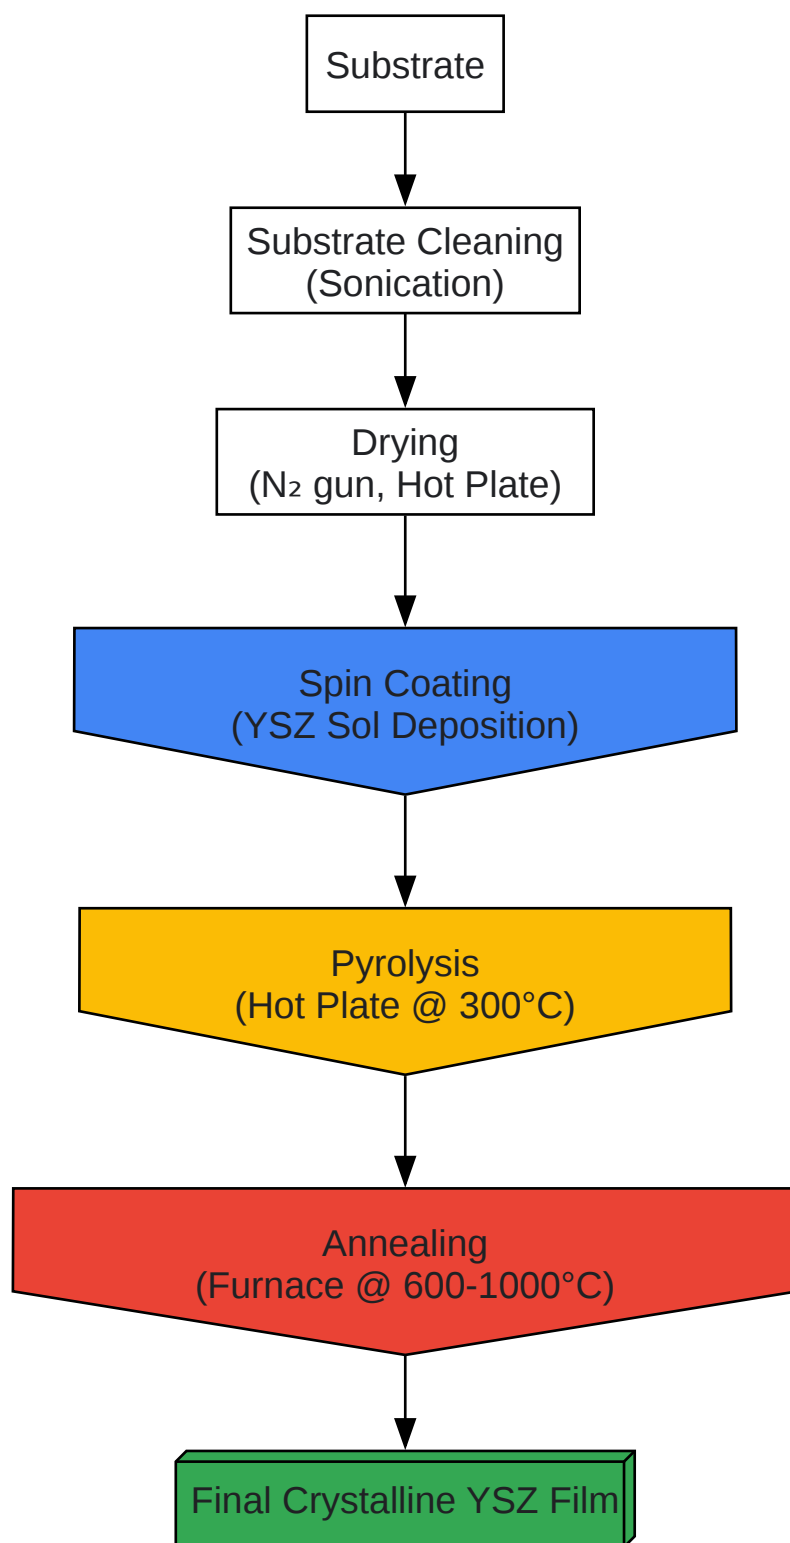 Substrate
Substrate Cleaning
(Sonication)
Drying
(N₂ gun, Hot Plate)
Spin Coating
(YSZ Sol Deposition)
Pyrolysis
(Hot Plate @ 300°C)
Annealing
(Furnace @ 600-1000°C)
Final Crystalline YSZ Film